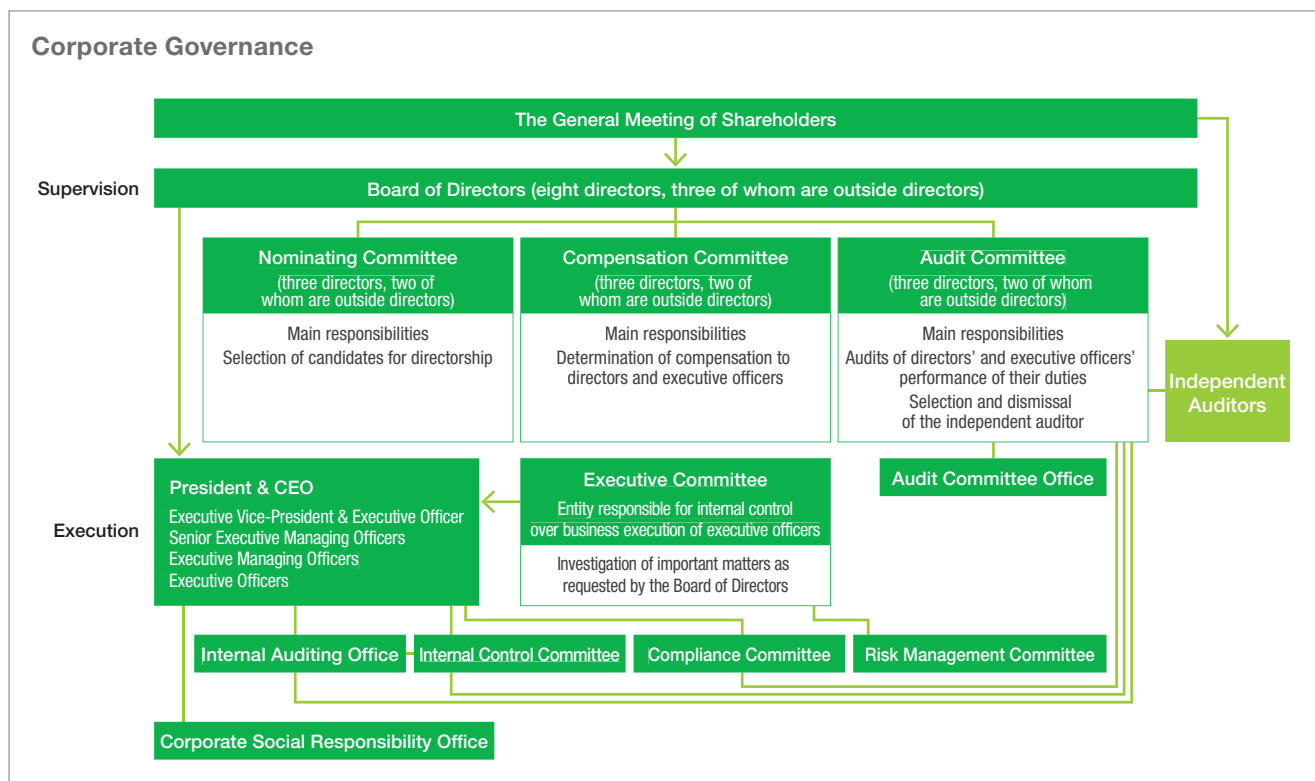 Corporate Governance
The General Meeting of Shareholders
Supervision
Board of Directors (eight directors, three of whom are outside directors)
Nominating Committee
(three directors, two of
whom are outside directors)
Main responsibilities
Selection of candidates for directorship
Compensation Committee
(three directors, two of
whom are outside directors)
Main responsibilities
Determination of compensation to
directors and executive officers
Audit Committee
(three directors, two of whom
are outside directors)
Main responsibilities
Audits of directors’ and executive officers’
performance of their duties
Selection and dismissal
of the independent auditor
Independent
Auditors
Audit Committee Office
Execution
President & CEO
Executive Vice-President & Executive Officer
Senior Executive Managing Officers
Executive Managing Officers
Executive Officers
Executive Committee
Entity responsible for internal control
over business execution of executive officers
Investigation of important matters as
requested by the Board of Directors
Internal Auditing Office
Internal Control Committee
Compliance Committee
Risk Management Committee
Corporate Social Responsibility Office